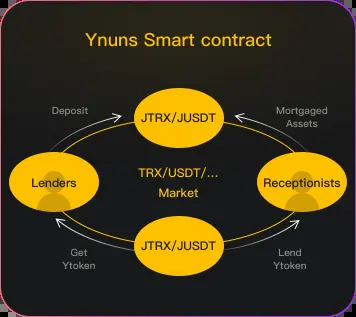 Ynuns Smart contract
Deposit
JTRX/JUSDT
Mortgaged
Assets
Lenders
TRX/USDT/...
Market
Receptionists
Get
Ytoken
JTRX/JUSDT
Lend
Ytoken